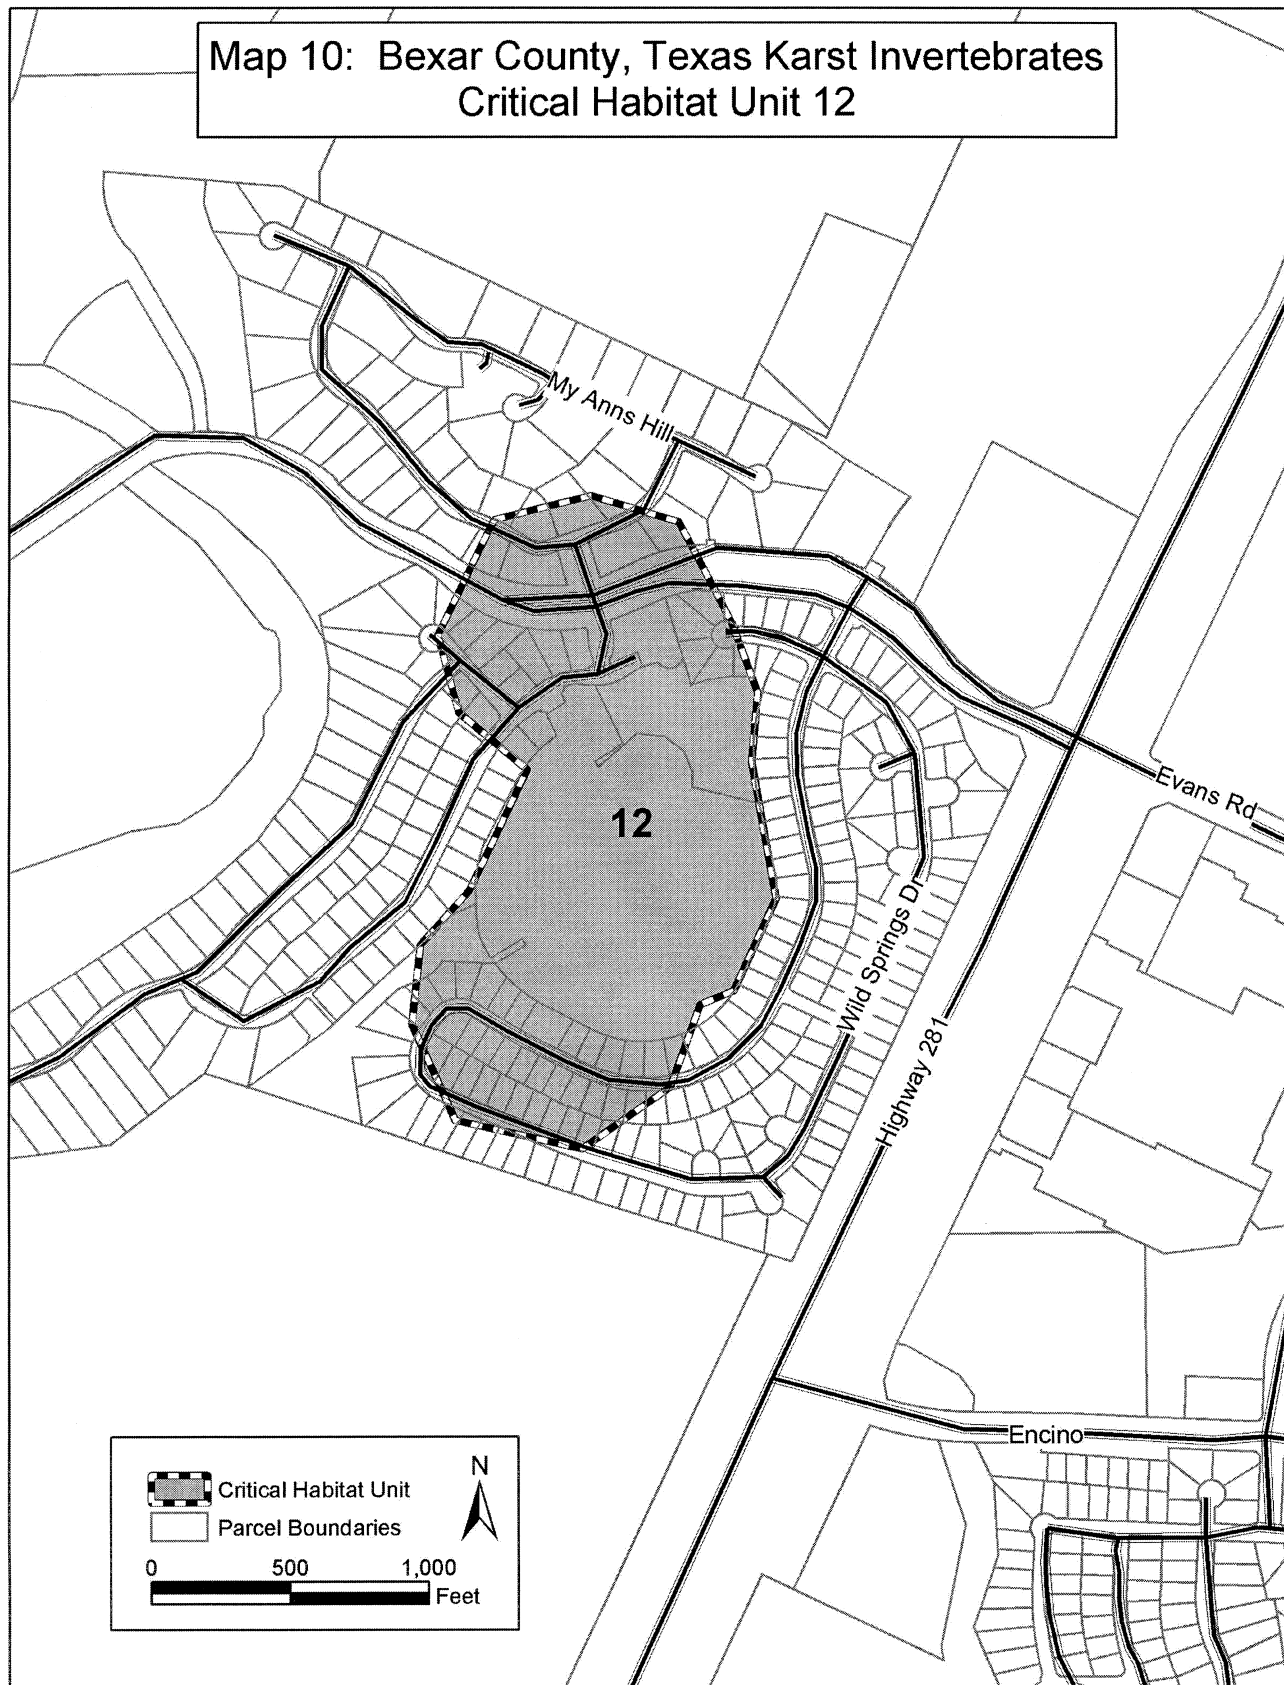 Map 10: Bexar County, Texas Karst Invertebrates
Critical Habitat Unit 12
My Anns Hill
12
Evans Rd
Wild Springs Dr
Highway 281
Encino
Critical Habitat Unit
Parcel Boundaries
N
0 500 1,000
Feet